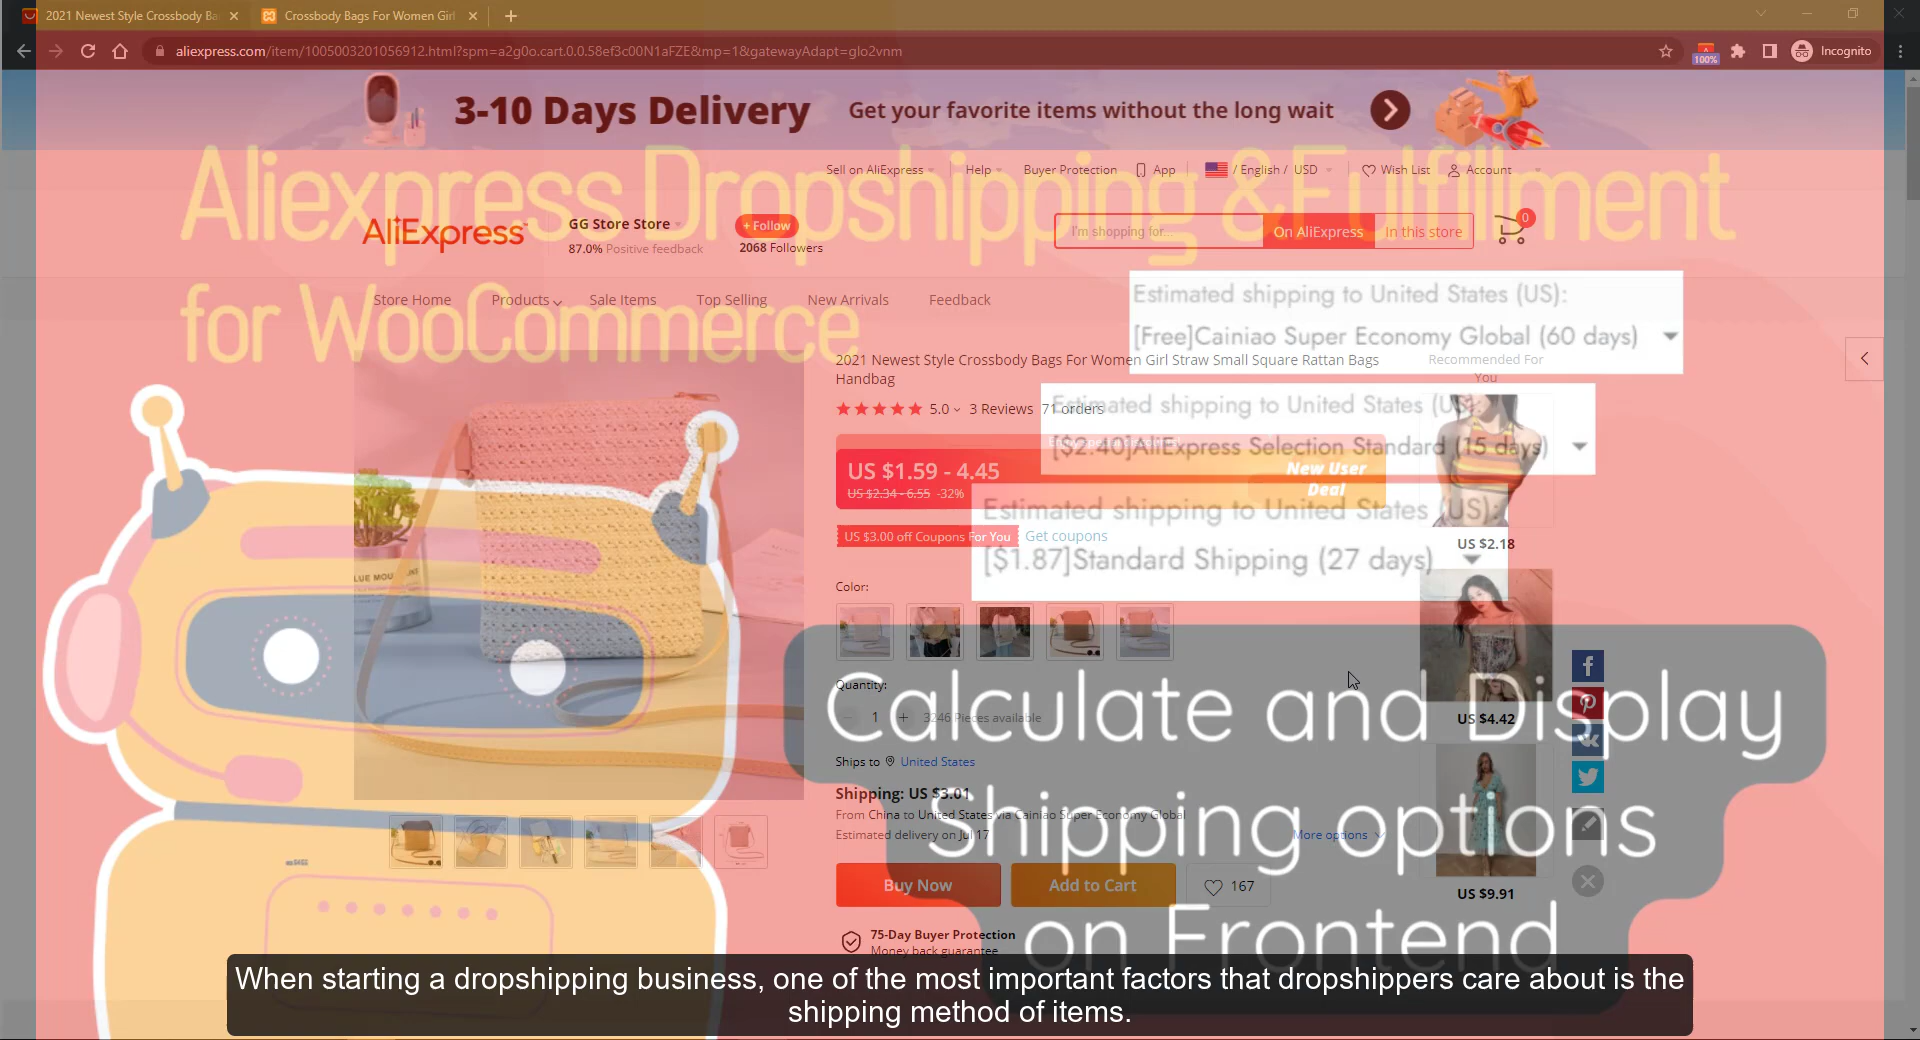 2021 Newest Style Crossbody Ba
Crossbody Bags For Women Girl
aliexpress.com/item/1005003201056912.html?spm=a2g0o.cart.0.0.58ef3c00N1aFZE&mp=1&gatewayAdapt=glo2vnm
100%
Incognito
3-10 Days Delivery
Get your favorite items without the long wait
Aliexpress Dropshipping & Fulfillment
for WooCommerce
Sell on AliExpress
Help
Buyer Protection
App
/ English / USD
Wish List
Account
AliExpress
GG Store Store
87.0% Positive feedback
+ Follow
2068 Followers
I'm shopping for...
On AliExpress
In this store
0
Store Home
Products
Sale Items
Top Selling
New Arrivals
Feedback
Estimated shipping to United States (US):
[Free]Cainiao Super Economy Global (60 days)
2021 Newest Style Crossbody Bags For Women Girl Straw Small Square Rattan Bags
Handbag
Recommended For
You
5.0
3 Reviews
71 orders
Estimated shipping to United States (US):
[$2.40]AliExpress Selection Standard (15 days)
US $1.59 - 4.45
US $2.34 - 6.55 -32%
New User
Deal
Estimated shipping to United States (US):
[$1.87]Standard Shipping (27 days)
US $3.00 off Coupons For You
Get coupons
US $2.18
Color:
Quantity:
1
3246 Pieces available
US $4.42
Calculate and Display
Shipping options
on Frontend
Ships to
United States
Shipping: US $3.01
From China to United States via Cainiao Super Economy Global
Estimated delivery on Jul 17
More options
Buy Now
Add to Cart
167
US $9.91
75-Day Buyer Protection
Money back guarantee
When starting a dropshipping business, one of the most important factors that dropshippers care about is the
shipping method of items.